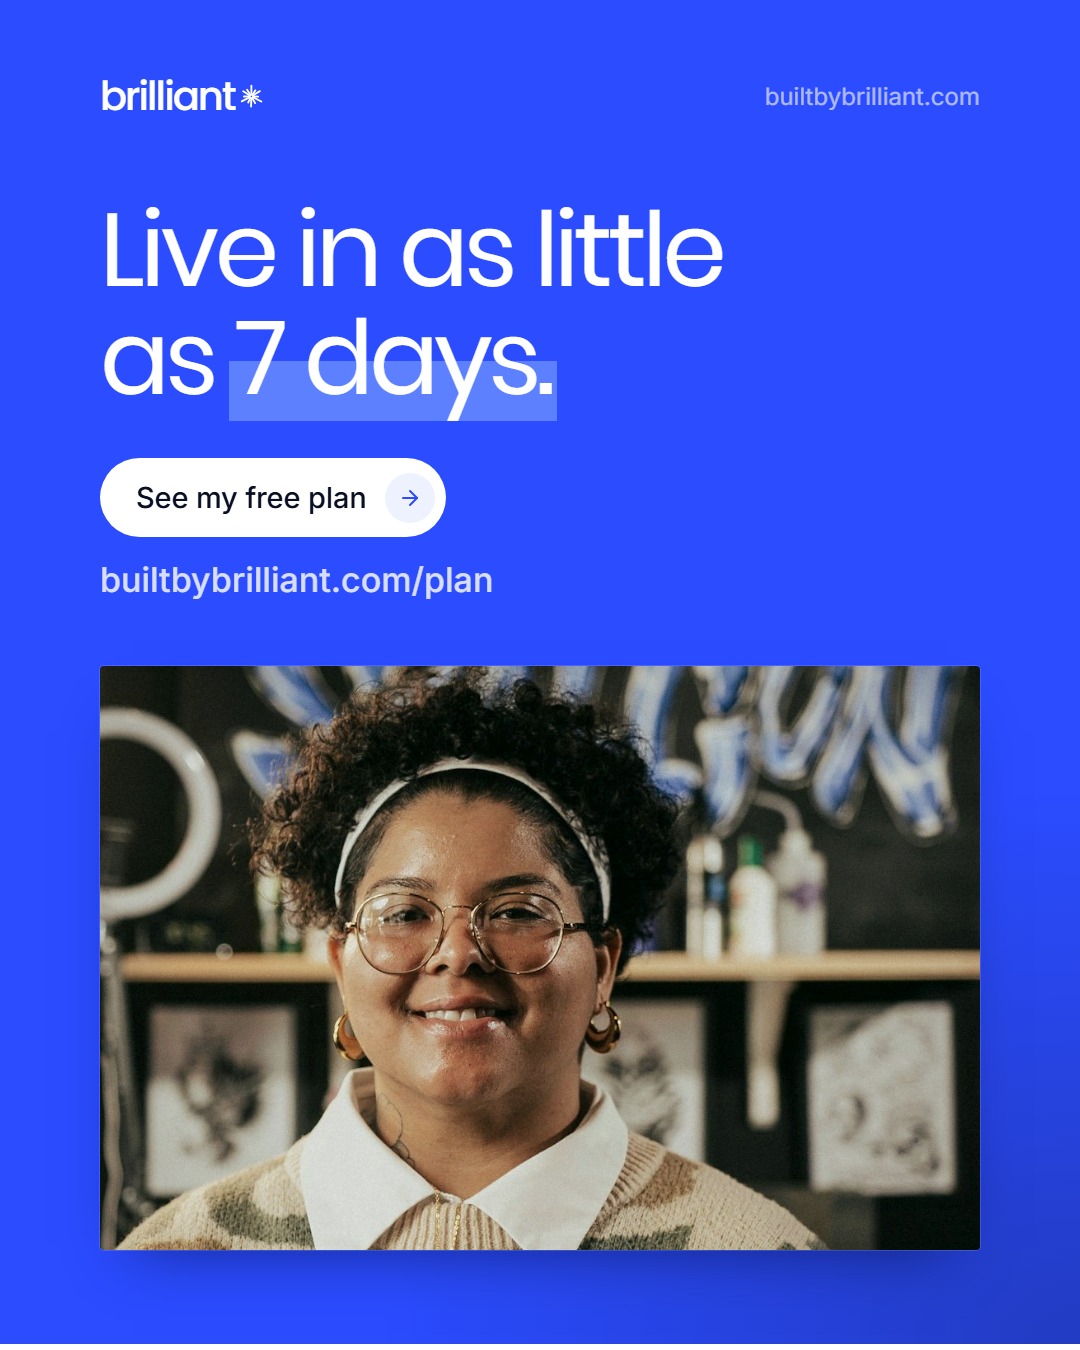 brilliant
builtbybrilliant.com
Live in as little
as 7 days.
See my free plan
builtbybrilliant.com/plan